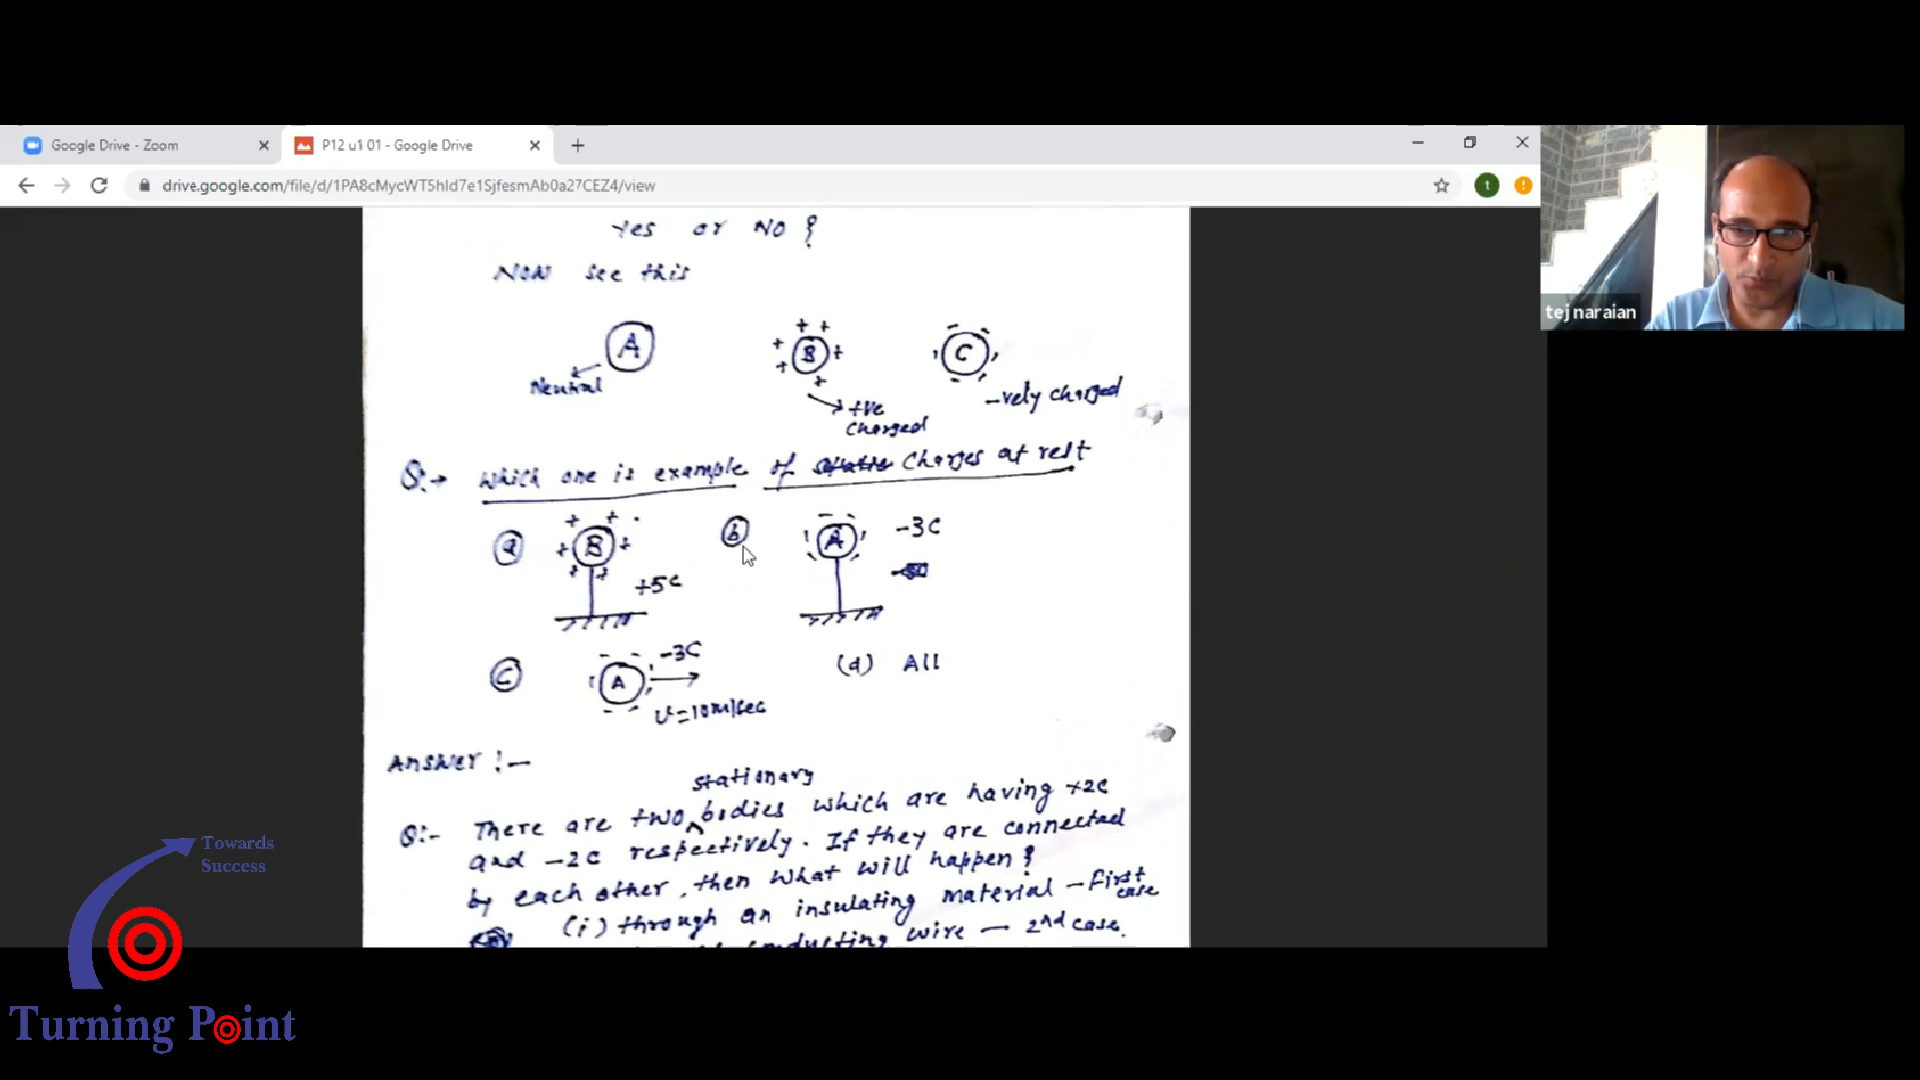 Google Drive - Zoom
P12 u1 01 - Google Drive
drive.google.com/file/d/1PA8cMycWT5hId7e1SjfesmAb0a27CEZ4/view
t
tej naraian
Yes or No ?
Now see this
A
Neutral
B
+ve
charged
C
-vely charged
Q:→ which one is example of charges at rest
(a) B +5C
(b) A -3C
(c) A -3C
v=10m/sec
(d) All
Answer :-
stationary
Q:- There are two bodies which are having +2C
and -2C respectively. If they are connected
by each other, then what will happen?
(i) through an insulating material - first
case
conducting wire — 2nd case.
Towards
Success
Turning Point